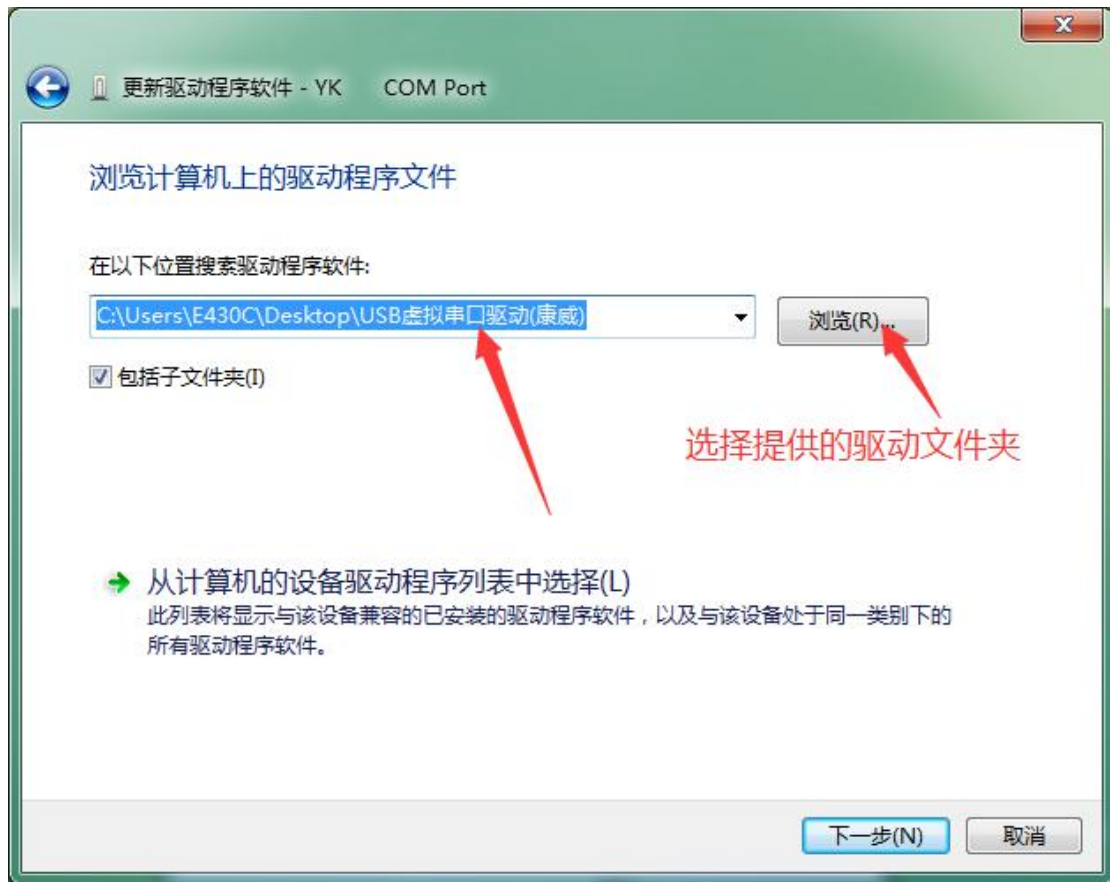 更新驱动程序软件 - YK COM Port
浏览计算机上的驱动程序文件
在以下位置搜索驱动程序软件:
C:\Users\E430C\Desktop\USB虚拟串口驱动(康威)
浏览(R)...
包括子文件夹(I)
选择提供的驱动文件夹
从计算机的设备驱动程序列表中选择(L)
此列表将显示与该设备兼容的已安装的驱动程序软件，以及与该设备处于同一类别下的
所有驱动程序软件。
下一步(N)
取消